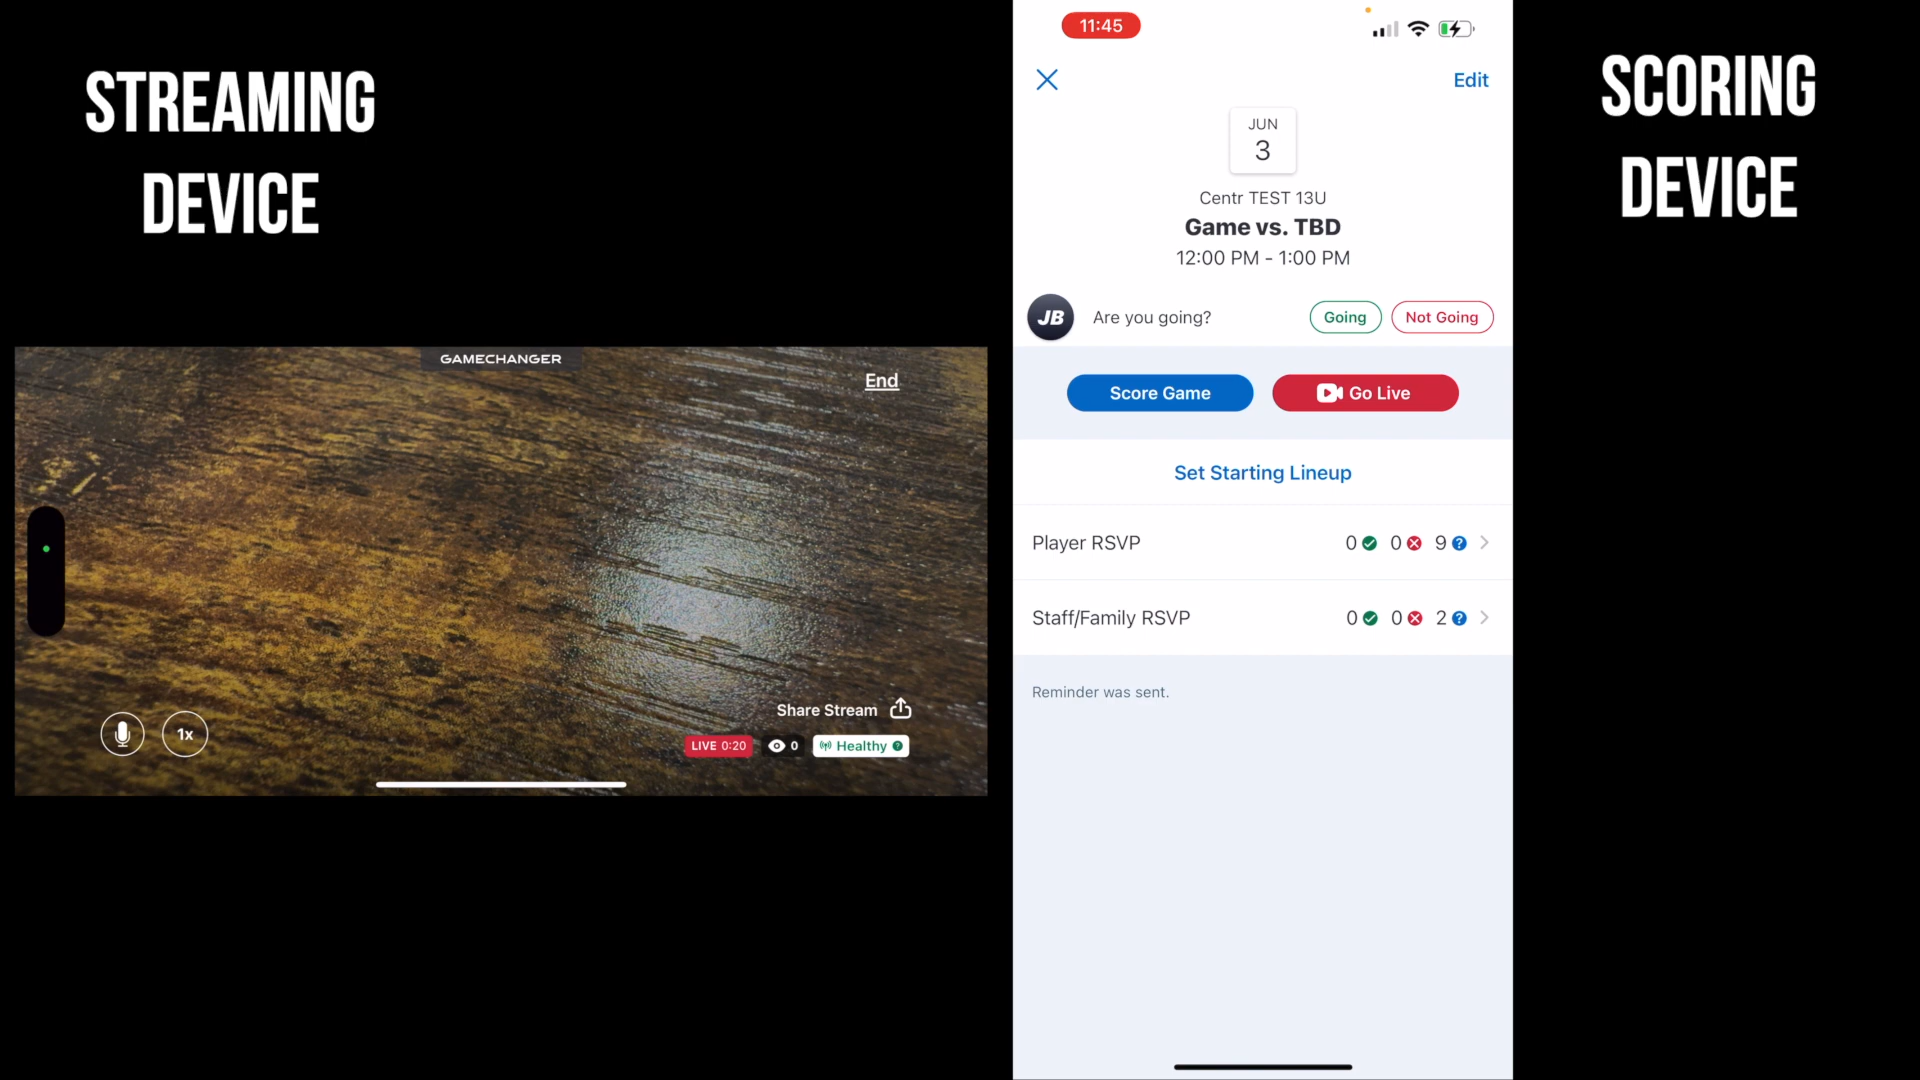 STREAMING
DEVICE
GAMECHANGER
End
1x
Share Stream
LIVE 0:20
0
Healthy ?
11:45
Edit
JUN
3
Centr TEST 13U
Game vs. TBD
12:00 PM - 1:00 PM
JB
Are you going?
Going
Not Going
Score Game
Go Live
Set Starting Lineup
Player RSVP
0 0 9 ?
Staff/Family RSVP
0 0 2 ?
Reminder was sent.
SCORING
DEVICE